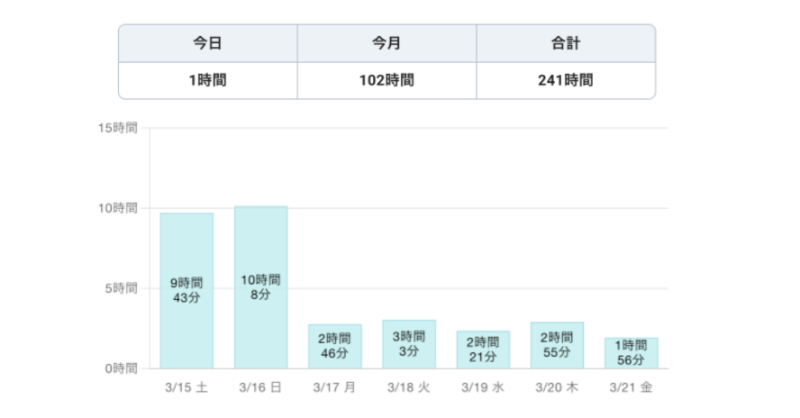 今日 今月 合計
1時間 102時間 241時間
15時間
10時間
5時間
0時間
9時間
43分
10時間
8分
2時間
46分
3時間
3分
2時間
21分
2時間
55分
1時間
56分
3/15 土 3/16 日 3/17 月 3/18 火 3/19 水 3/20 木 3/21 金